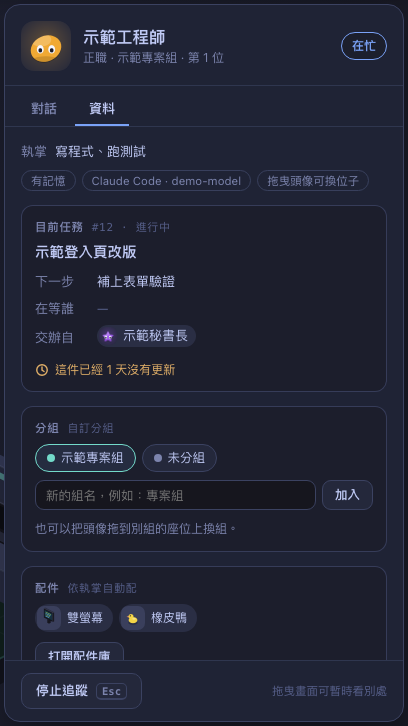 示範工程師
正職 · 示範專案組 · 第 1 位
在忙
對話 資料
執掌 寫程式、跑測試
有記憶 Claude Code · demo-model 拖曳頭像可換位子
目前任務 #12 · 進行中
示範登入頁改版
下一步 補上表單驗證
在等誰 —
交辦自 示範秘書長
這件已經 1 天沒有更新
分組 自訂分組
示範專案組 未分組
新的組名，例如：專案組 加入
也可以把頭像拖到別組的座位上換組。
配件 依執掌自動配
雙螢幕 橡皮鴨
打開配件庫
停止追蹤 Esc 拖曳畫面可暫時看別處